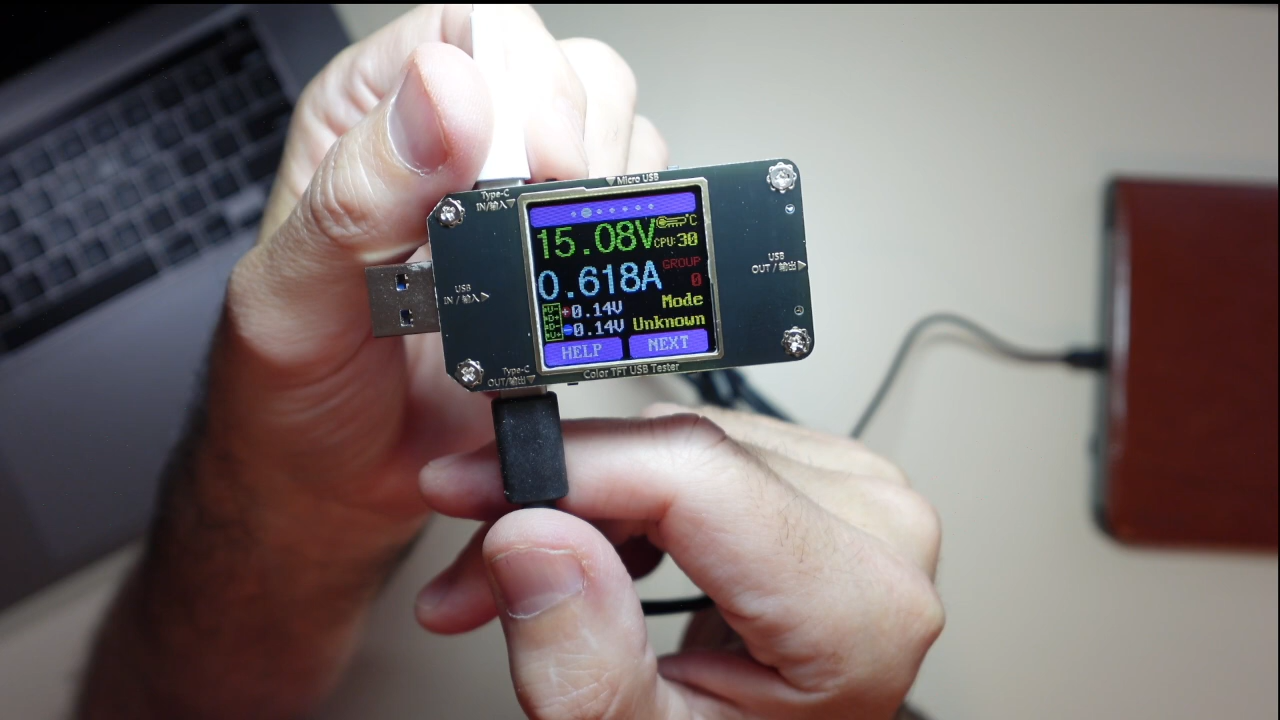 Micro USB
Type-C
IN/输入
15.08V
°C
CPU:30
0.618A
GROUP
0
USB
IN / 输入
USB
OUT / 输出
+V-
+D+
+D-
+V+
+0.14V
-0.14V
Mode
Unknown
HELP
NEXT
Type-C
OUT/输出
Color TFT USB Tester